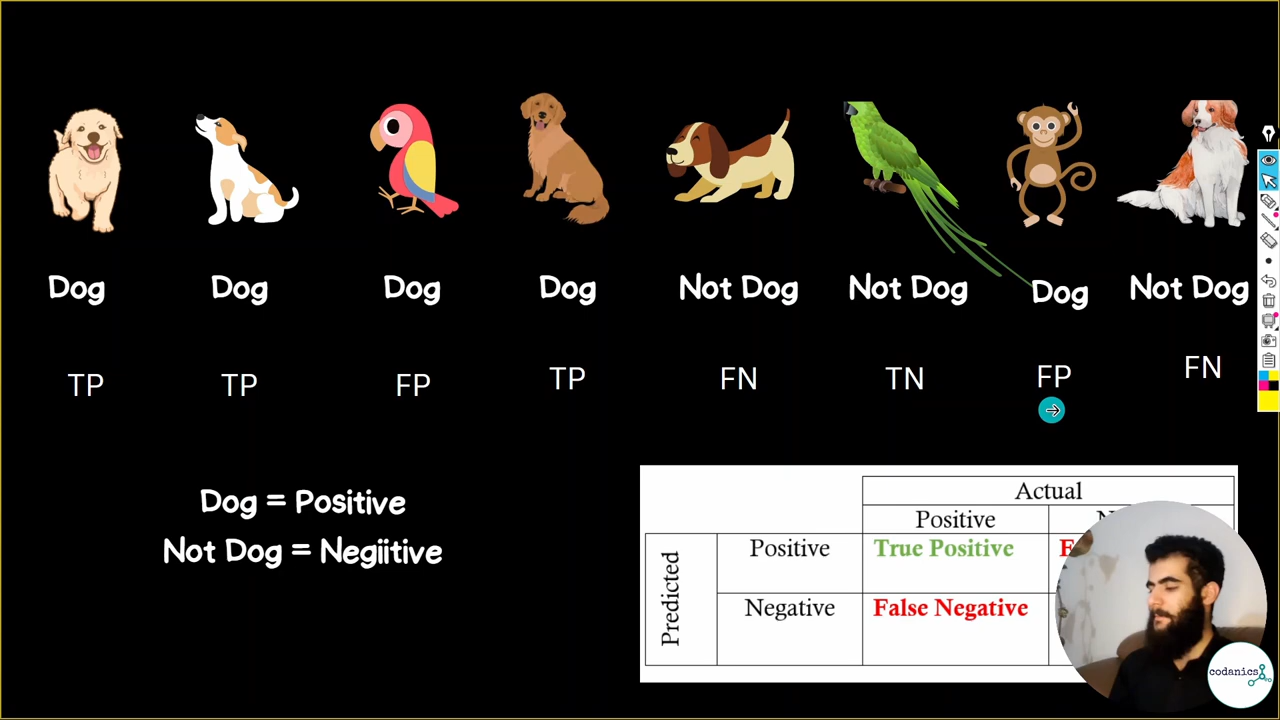 Dog Dog Dog Dog Not Dog Not Dog Dog Not Dog
TP TP FP TP FN TN FP FN
Dog = Positive
Not Dog = Negiitive
Actual
Positive
Predicted
Positive True Positive
Negative False Negative
codanics